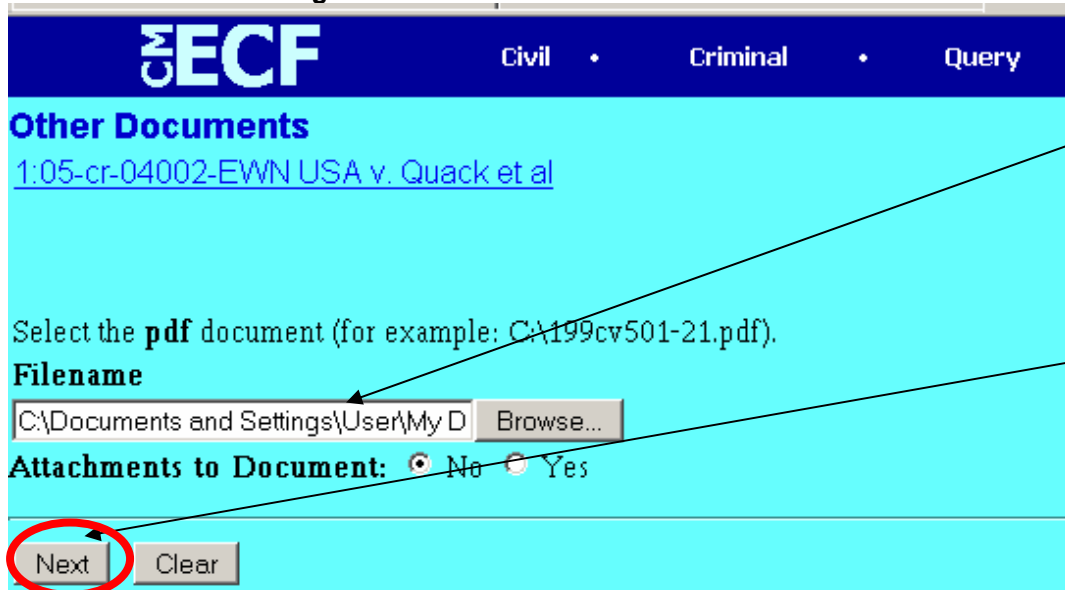 CM ECF Civil • Criminal • Query
Other Documents
1:05-cr-04002-EWN USA v. Quack et al
Select the pdf document (for example: C:\199cv501-21.pdf).
Filename
C:\Documents and Settings\User\My D Browse...
Attachments to Document: No Yes
Next Clear